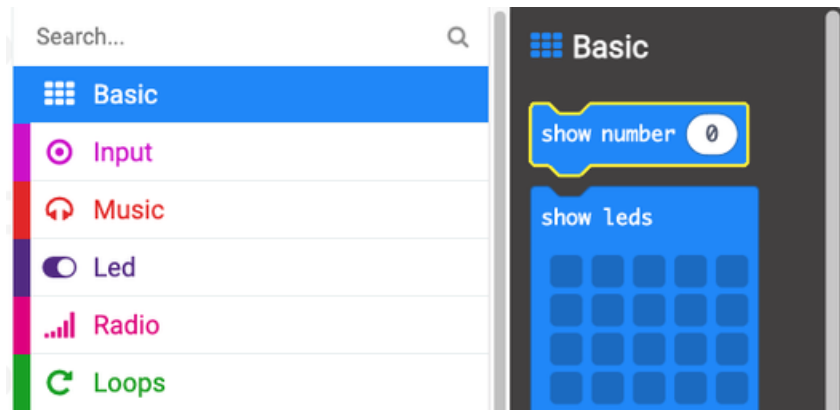 Search...
Basic
Input
Music
Led
Radio
Loops
Basic
show number 0
show leds